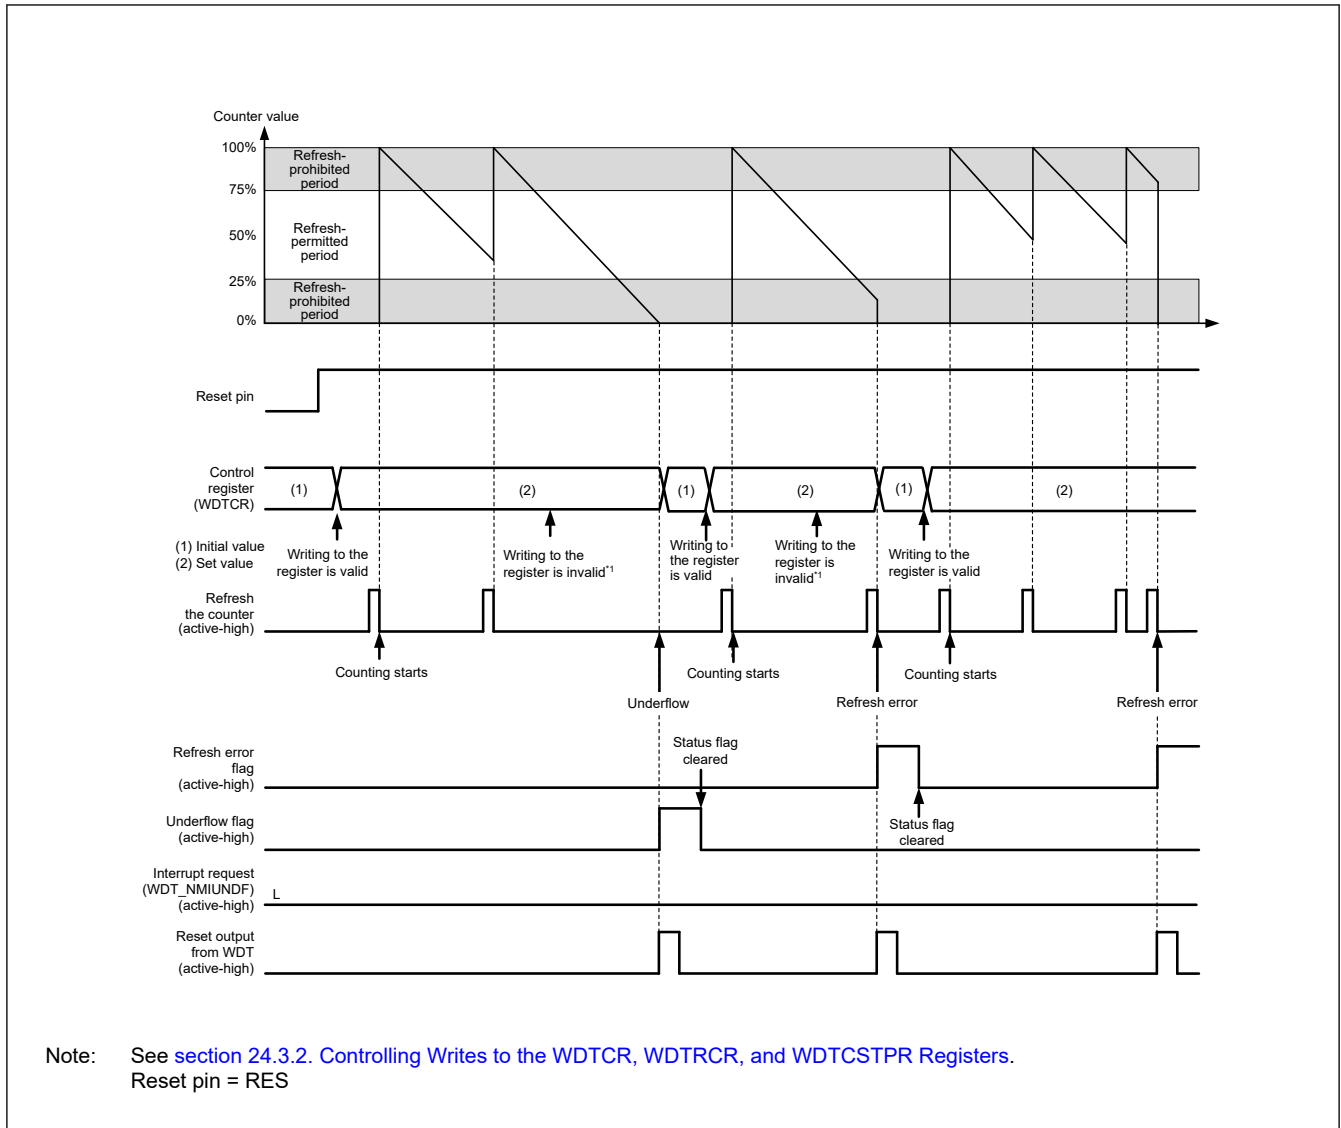 Counter value
100%
Refresh-
prohibited
period
75%
50%
Refresh-
permitted
period
25%
Refresh-
prohibited
period
0%
Reset pin
Control
register
(WDTCR)
(1)
(2)
(1)
(2)
(1)
(2)
(1) Initial value
(2) Set value
Writing to the
register is valid
Writing to the
register is invalid*1
Writing to
the register
is valid
Writing to the
register is
invalid*1
Writing to the
register is valid
Refresh
the counter
(active-high)
Counting starts
Counting starts
Counting starts
Underflow
Refresh error
Refresh error
Refresh error
flag
(active-high)
Status flag
cleared
Status flag
cleared
Underflow flag
(active-high)
Interrupt request
(WDT_NMIUNDF)
(active-high)
L
Reset output
from WDT
(active-high)
Note: See section 24.3.2. Controlling Writes to the WDTCR, WDTRCR, and WDTCSTPR Registers.
Reset pin = RES